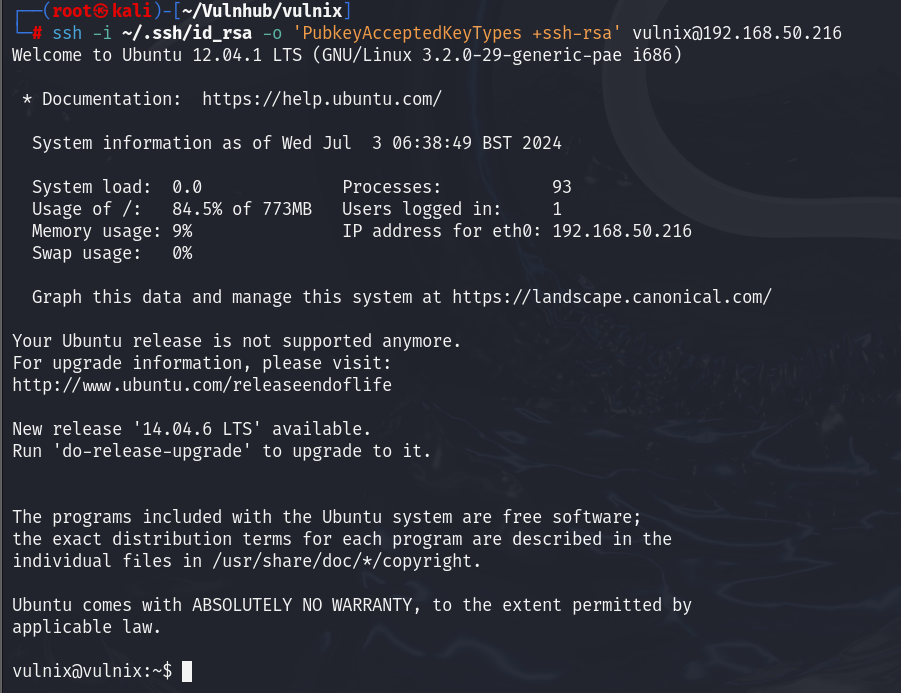 ┌──(root㉿kali)-[~/Vulnhub/vulnix]
└─# ssh -i ~/.ssh/id_rsa -o 'PubkeyAcceptedKeyTypes +ssh-rsa' vulnix@192.168.50.216
Welcome to Ubuntu 12.04.1 LTS (GNU/Linux 3.2.0-29-generic-pae i686)
* Documentation:  https://help.ubuntu.com/
System information as of Wed Jul  3 06:38:49 BST 2024
System load:  0.0              Processes:           93
Usage of /:   84.5% of 773MB   Users logged in:     1
Memory usage: 9%               IP address for eth0: 192.168.50.216
Swap usage:   0%
Graph this data and manage this system at https://landscape.canonical.com/
Your Ubuntu release is not supported anymore.
For upgrade information, please visit:
http://www.ubuntu.com/releaseendoflife
New release '14.04.6 LTS' available.
Run 'do-release-upgrade' to upgrade to it.
The programs included with the Ubuntu system are free software;
the exact distribution terms for each program are described in the
individual files in /usr/share/doc/*/copyright.
Ubuntu comes with ABSOLUTELY NO WARRANTY, to the extent permitted by
applicable law.
vulnix@vulnix:~$